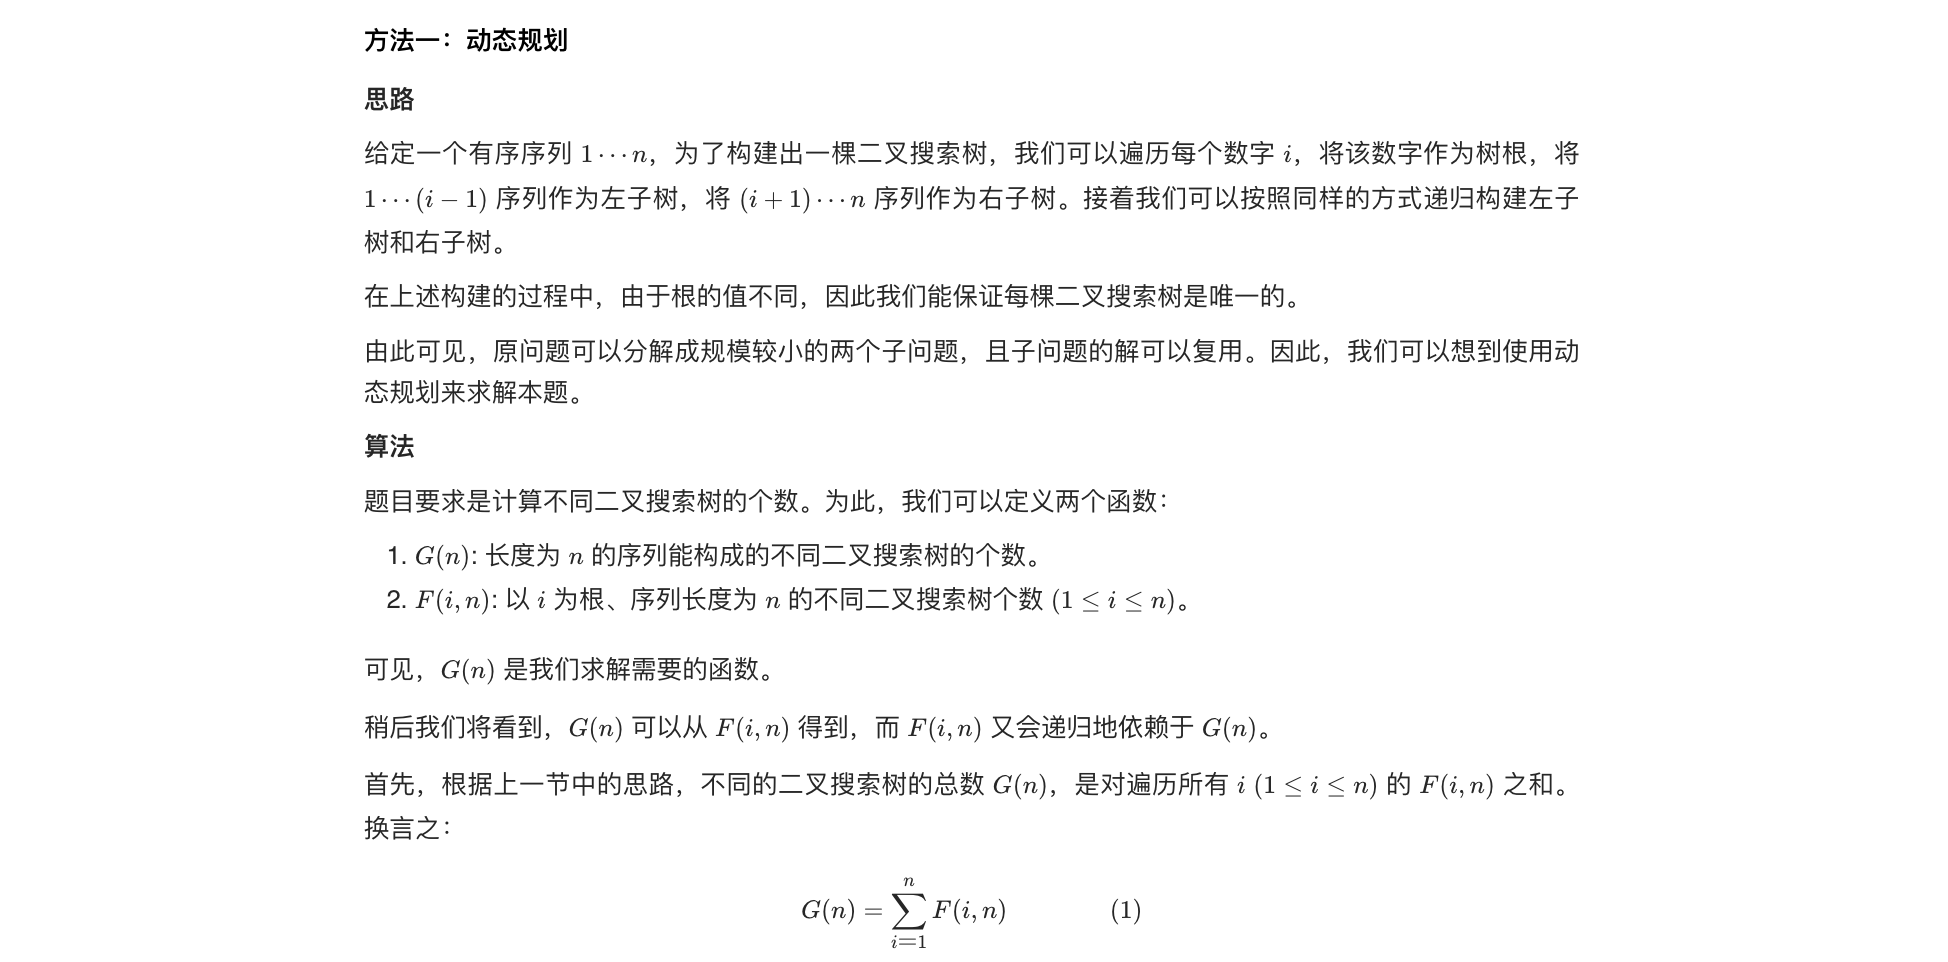 方法一：动态规划
思路
给定一个有序序列 1⋯n，为了构建出一棵二叉搜索树，我们可以遍历每个数字 i，将该数字作为树根，将
1⋯(i − 1) 序列作为左子树，将 (i + 1)⋯n 序列作为右子树。接着我们可以按照同样的方式递归构建左子
树和右子树。
在上述构建的过程中，由于根的值不同，因此我们能保证每棵二叉搜索树是唯一的。
由此可见，原问题可以分解成规模较小的两个子问题，且子问题的解可以复用。因此，我们可以想到使用动
态规划来求解本题。
算法
题目要求是计算不同二叉搜索树的个数。为此，我们可以定义两个函数：
1. G(n): 长度为 n 的序列能构成的不同二叉搜索树的个数。
2. F(i, n): 以 i 为根、序列长度为 n 的不同二叉搜索树个数 (1 ≤ i ≤ n)。
可见，G(n) 是我们求解需要的函数。
稍后我们将看到，G(n) 可以从 F(i, n) 得到，而 F(i, n) 又会递归地依赖于 G(n)。
首先，根据上一节中的思路，不同的二叉搜索树的总数 G(n)，是对遍历所有 i (1 ≤ i ≤ n) 的 F(i, n) 之和。
换言之：
G(n) = ∑_{i=1}^{n} F(i, n) (1)